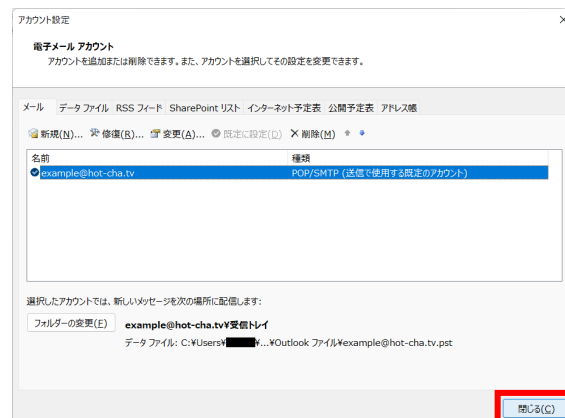 アカウント設定
電子メール アカウント
アカウントを追加または削除できます。また、アカウントを選択してその設定を変更できます。
メール データ ファイル RSS フィード SharePoint リスト インターネット予定表 公開予定表 アドレス帳
新規(N)... 修復(R)... 変更(A)... 既定に設定(D) 削除(M)
名前 種類
example@hot-cha.tv POP/SMTP (送信で使用する既定のアカウント)
選択したアカウントでは、新しいメッセージを次の場所に配信します:
フォルダーの変更(F) example@hot-cha.tv¥受信トレイ
データ ファイル: C:¥Users¥ ¥...¥Outlook ファイル¥example@hot-cha.tv.pst
閉じる(C)